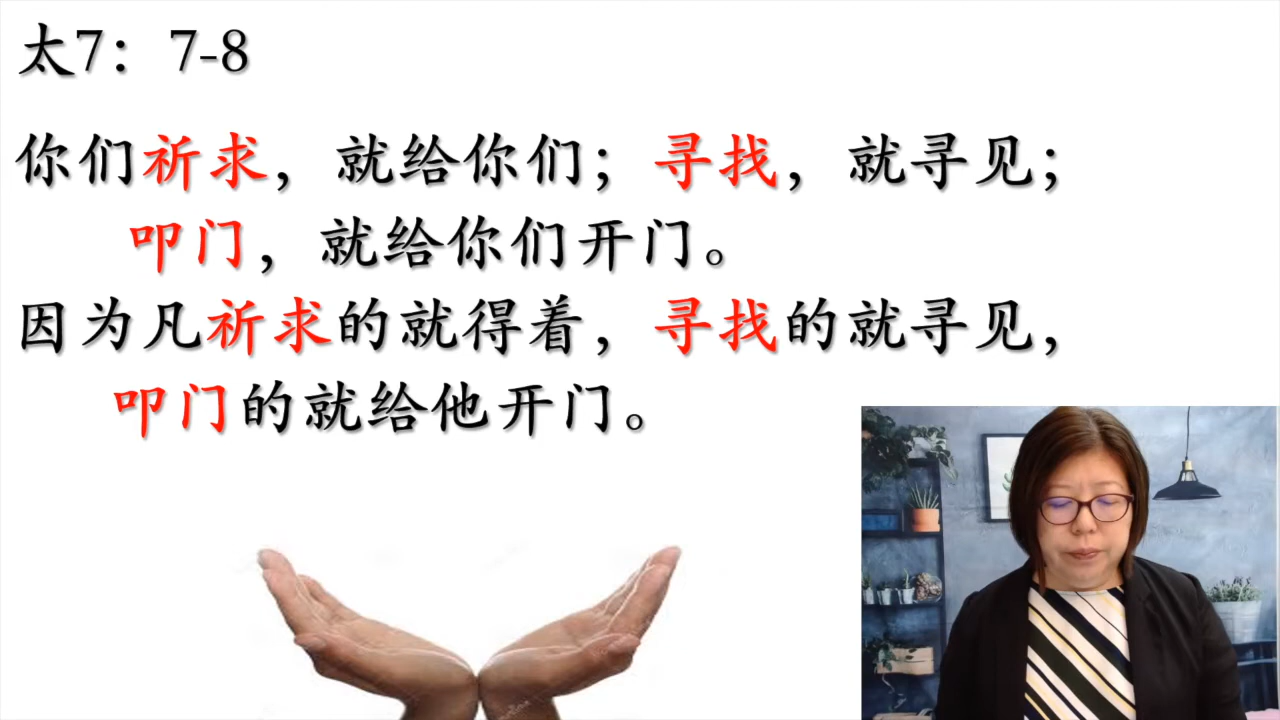 太7：7-8
你们祈求，就给你们；寻找，就寻见；
叩门，就给你们开门。
因为凡祈求的就得着，寻找的就寻见，
叩门的就给他开门。